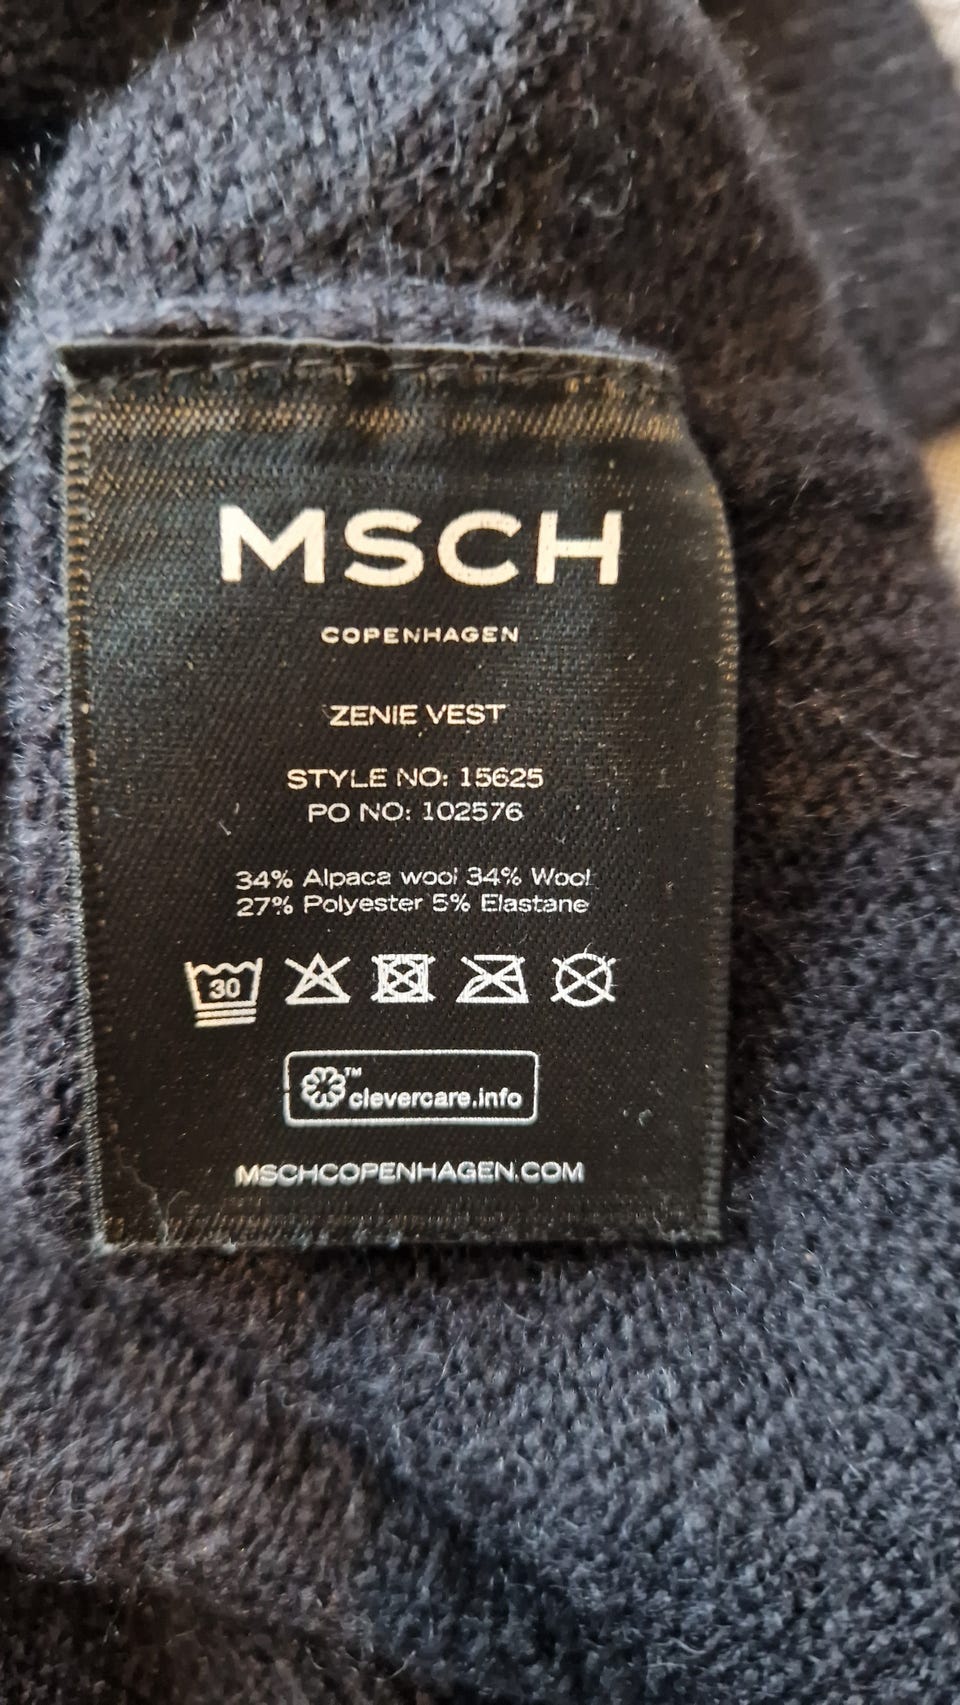 MSCH
COPENHAGEN
ZENIE VEST
STYLE NO: 15625
PO NO: 102576
34% Alpaca wool 34% Wool
27% Polyester 5% Elastane
30
™
clevercare.info
MSCHCOPENHAGEN.COM